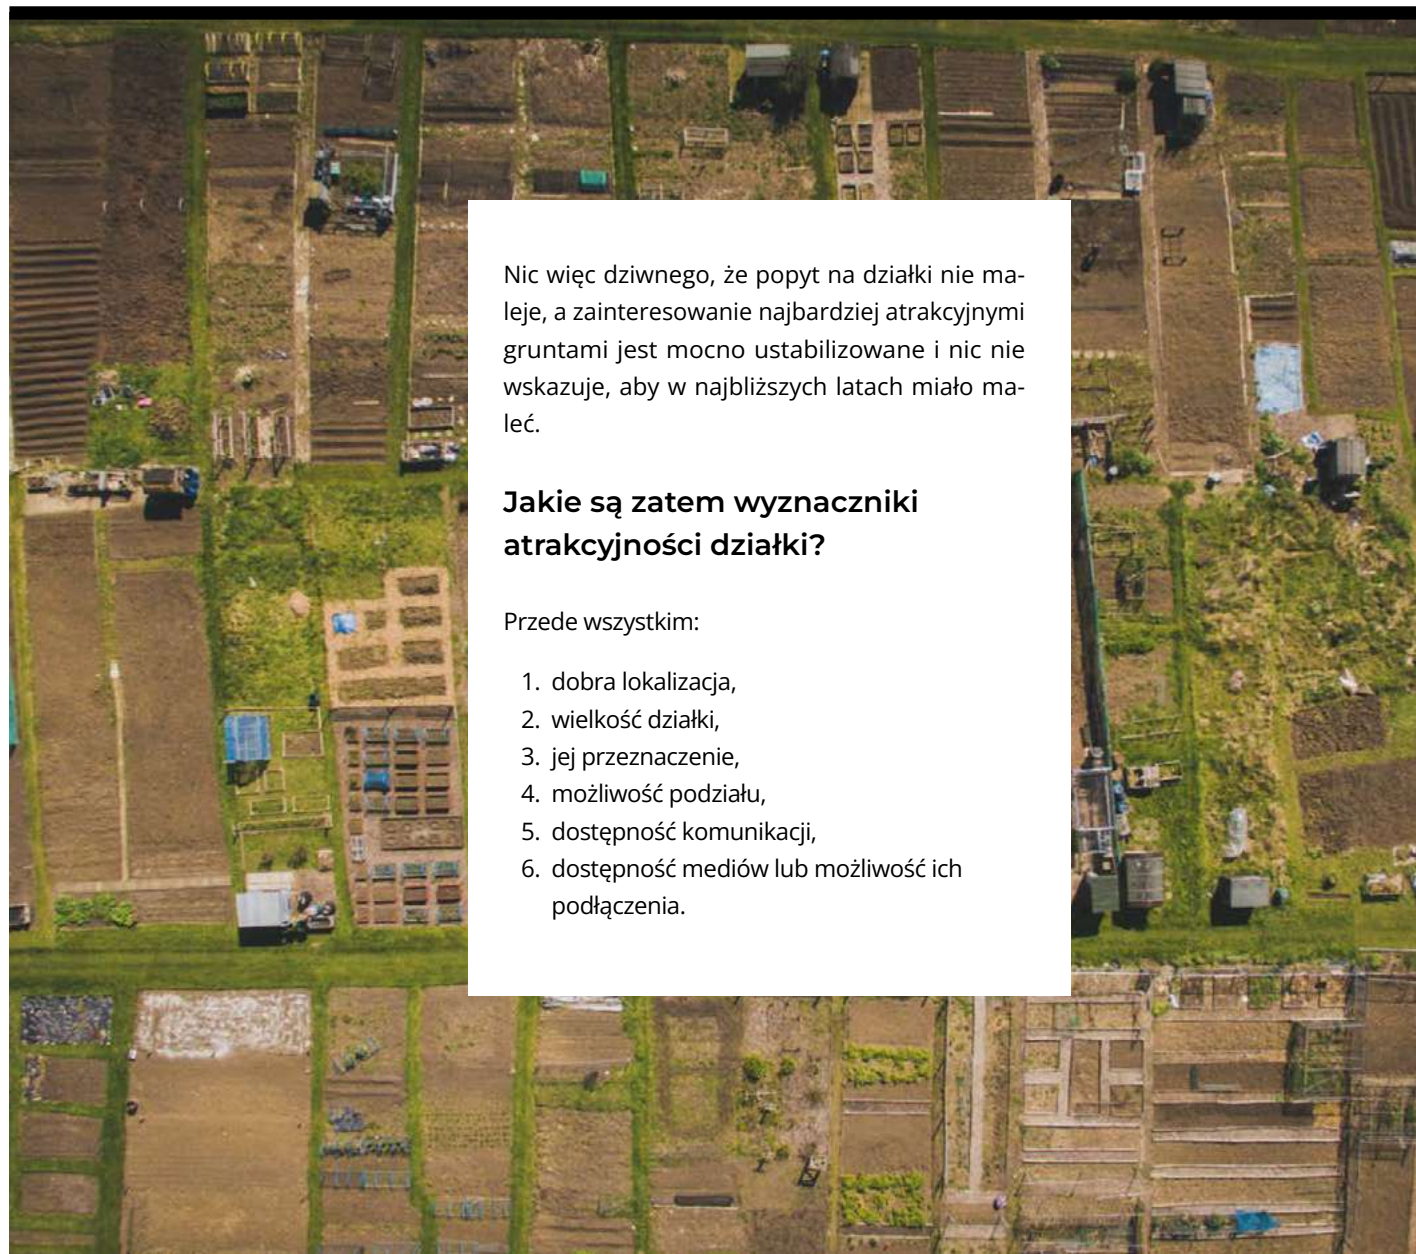 Nic więc dziwnego, że popyt na działki nie ma-
leje, a zainteresowanie najbardziej atrakcyjnymi
gruntami jest mocno ustabilizowane i nic nie
wskazuje, aby w najbliższych latach miało ma-
leć.
Jakie są zatem wyznaczniki
atrakcyjności działki?
Przede wszystkim:
1. dobra lokalizacja,
2. wielkość działki,
3. jej przeznaczenie,
4. możliwość podziału,
5. dostępność komunikacji,
6. dostępność mediów lub możliwość ich
podłączenia.